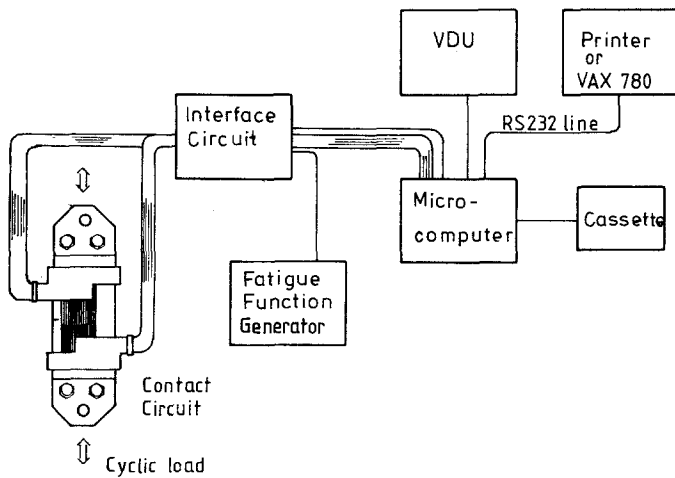 VDU
Printer
or
VAX 780
Interface
Circuit
RS232 line
Micro-
computer
Cassette
Fatigue
Function
Generator
Contact
Circuit
Cyclic load